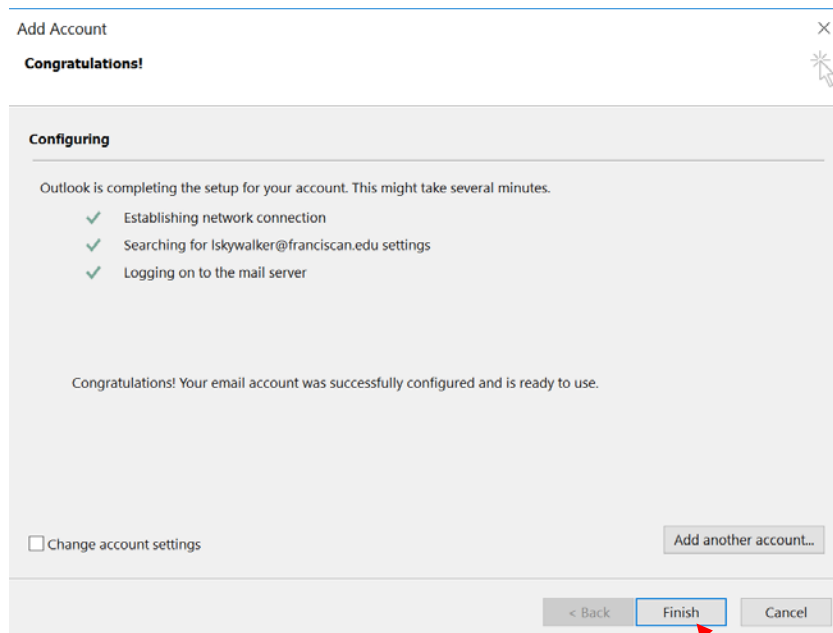 Add Account
Congratulations!
Configuring
Outlook is completing the setup for your account. This might take several minutes.
Establishing network connection
Searching for lskywalker@franciscan.edu settings
Logging on to the mail server
Congratulations! Your email account was successfully configured and is ready to use.
Change account settings
Add another account...
< Back
Finish
Cancel